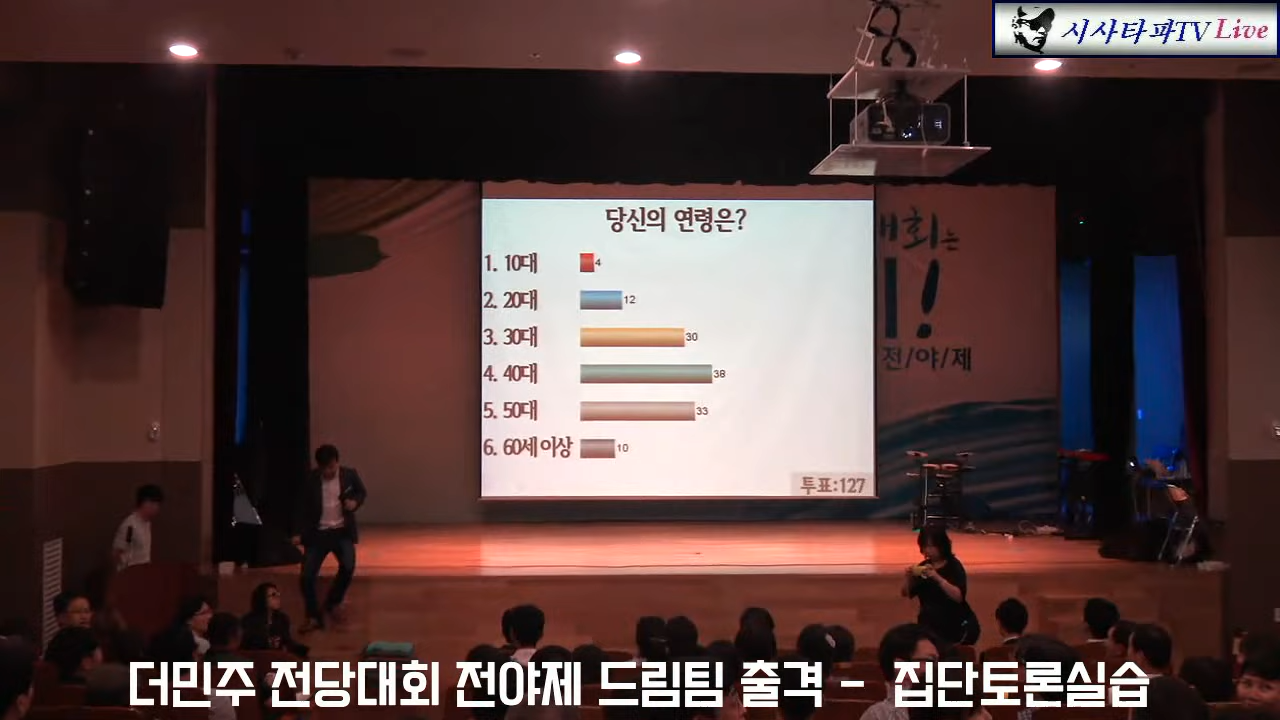 시사타파TV Live
당신의 연령은?
1. 10대 4
2. 20대 12
3. 30대 30
4. 40대 38
5. 50대 33
6. 60세 이상 10
투표:127
회는
!
전/야/제
더민주 전당대회 전야제 드림팀 출격 - 집단토론실습